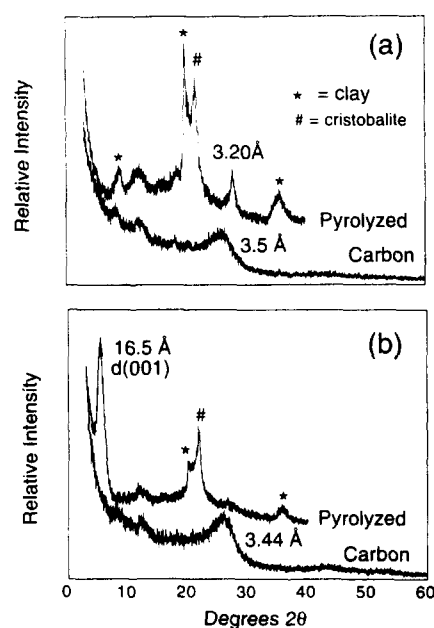 (a)
*
#
* = clay
# = cristobalite
*
3.20Å
*
Pyrolyzed
3.5 Å
Carbon
Relative Intensity
(b)
16.5 Å
d(001)
#
*
*
Pyrolyzed
3.44 Å
Carbon
Relative Intensity
0 10 20 30 40 50 60
Degrees 2θ